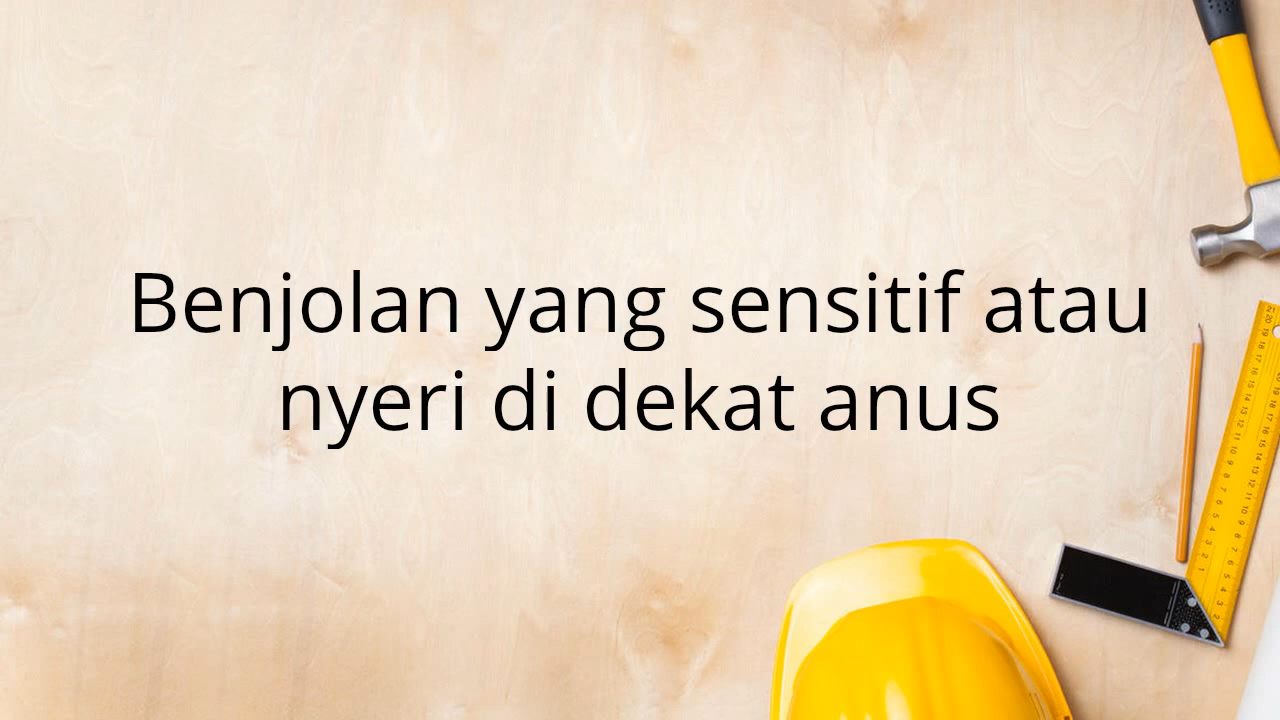 Benjolan yang sensitif atau
nyeri di dekat anus